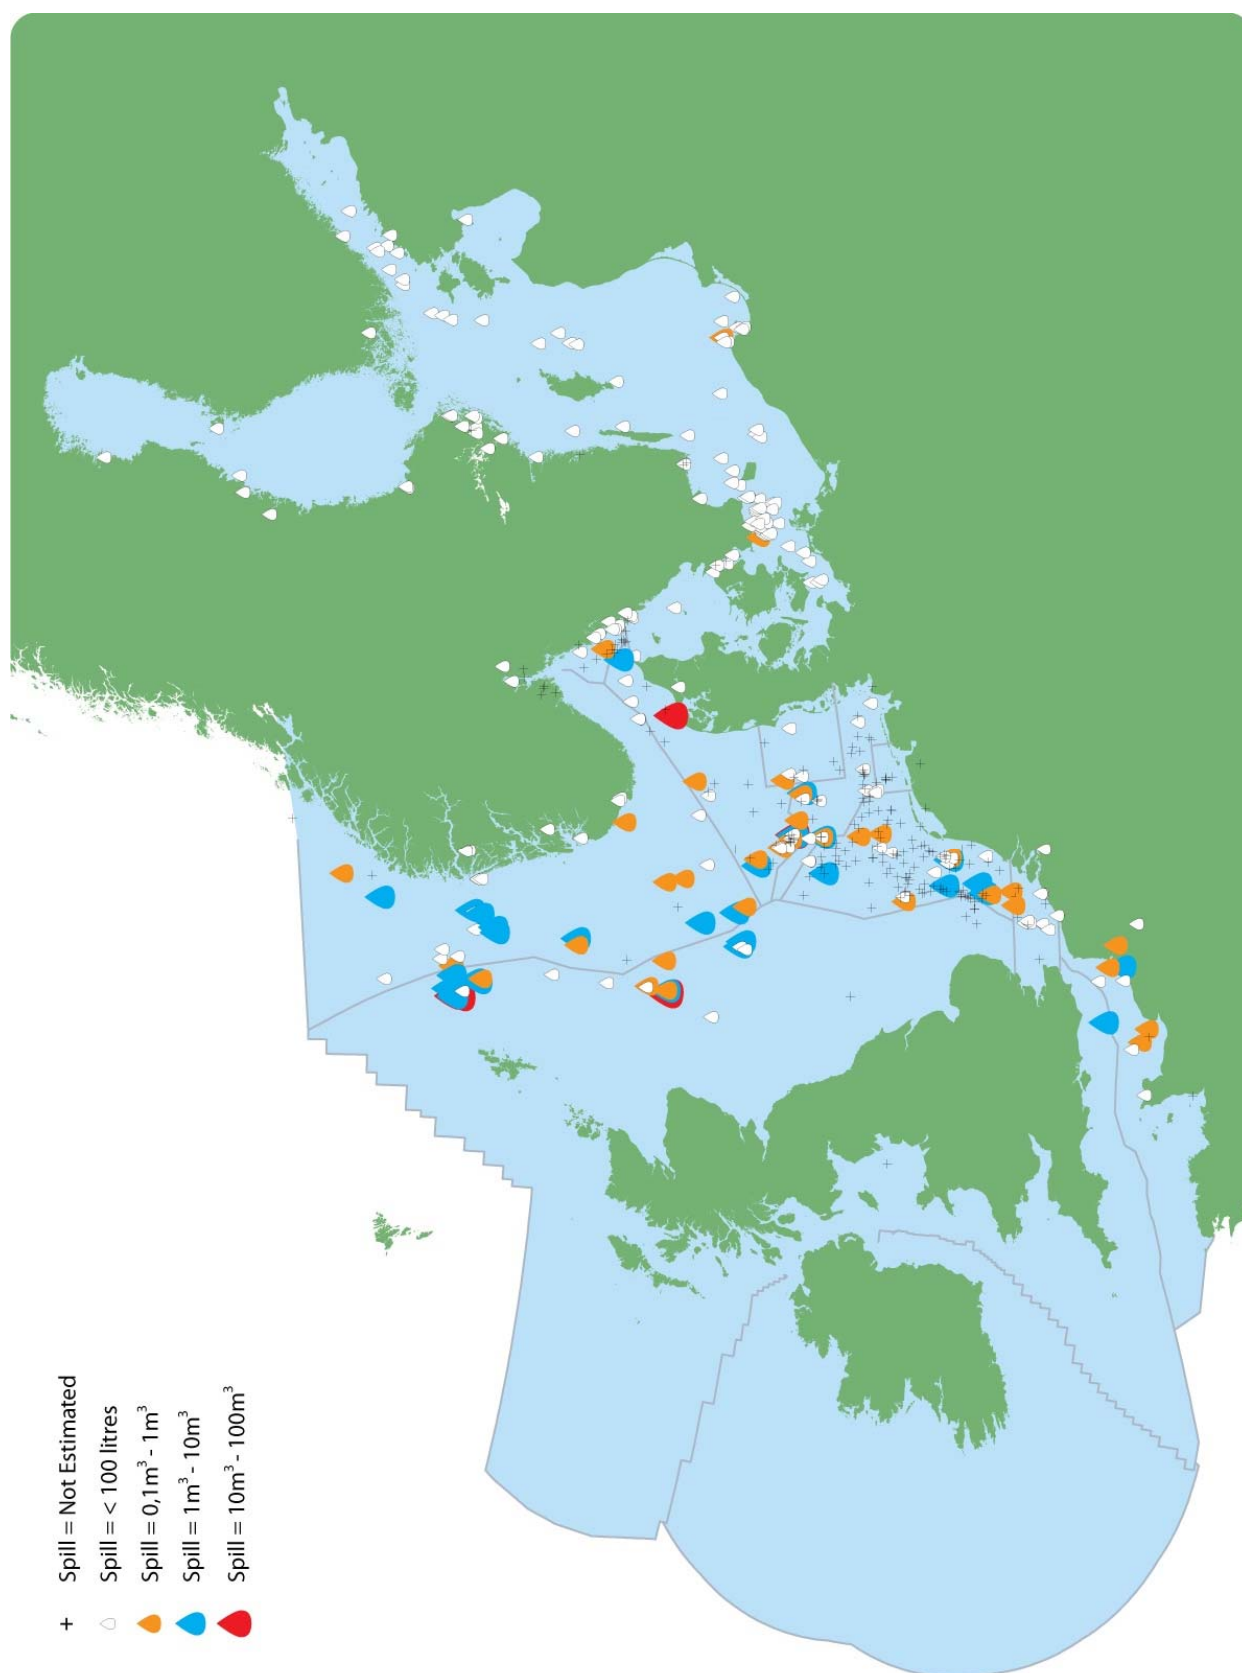 Spill = Not Estimated
Spill = < 100 litres
Spill = 0,1m³ - 1m³
Spill = 1m³ - 10m³
Spill = 10m³ - 100m³